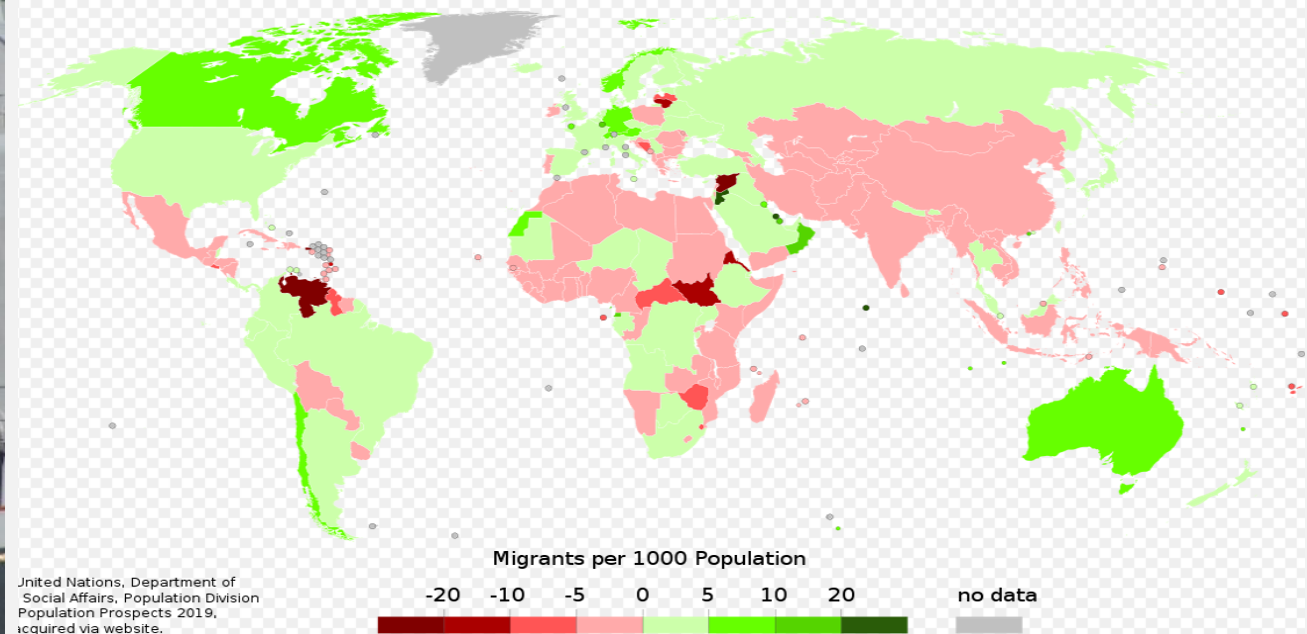 Migrants per 1000 Population
-20 -10 -5 0 5 10 20 no data
United Nations, Department of
Social Affairs, Population Division
Population Prospects 2019,
acquired via website.